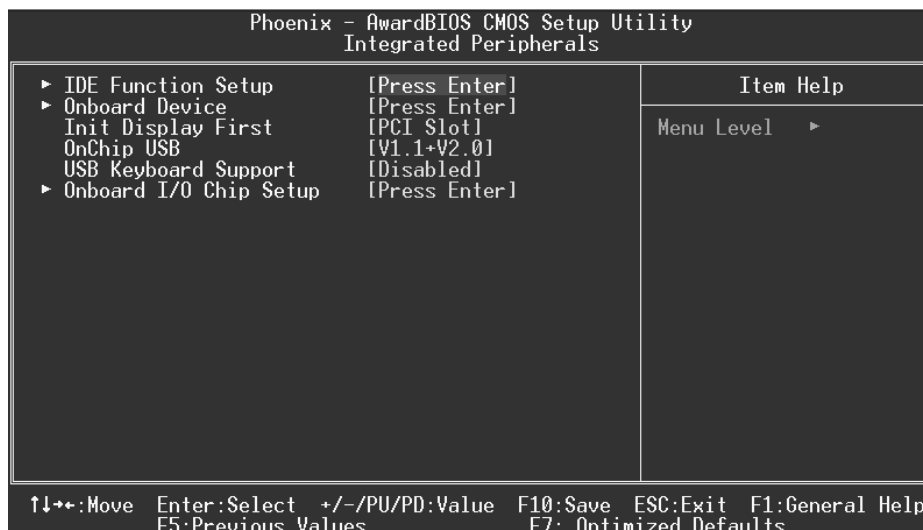 Phoenix - AwardBIOS CMOS Setup Utility
Integrated Peripherals
► IDE Function Setup [Press Enter]
► Onboard Device [Press Enter]
Init Display First [PCI Slot]
OnChip USB [V1.1+V2.0]
USB Keyboard Support [Disabled]
► Onboard I/O Chip Setup [Press Enter]
Item Help
Menu Level ►
↑↓→←:Move Enter:Select +/-/PU/PD:Value F10:Save ESC:Exit F1:General Help
F5:Previous Values F7: Optimized Defaults